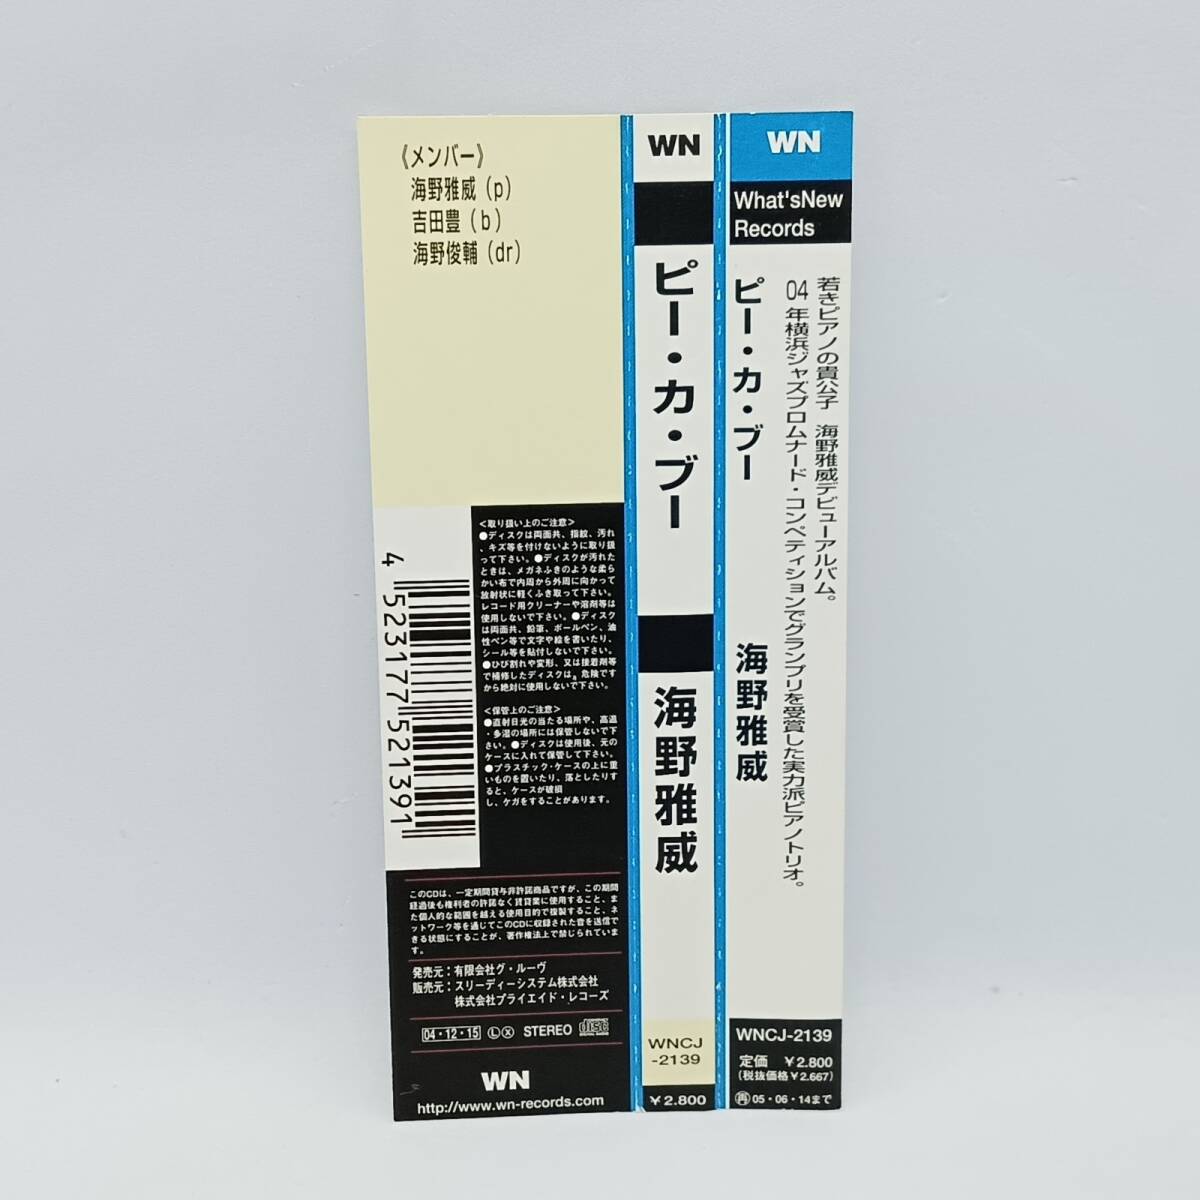 《メンバー》
海野雅威(p)
吉田豊(b)
海野俊輔(dr)
4 523177 521391
<取り扱い上のご注意>
●ディスクは両面共、指紋、汚れ
、キズ等を付けないように取り扱
って下さい。●ディスクが汚れた
ときは、メガネふきのような柔ら
かい布で内周から外周に向かって
放射状に軽くふき取って下さい。
レコード用クリーナーや溶剤等は
使用しないで下さい。●ディスク
は両面共、鉛筆、ボールペン、油
性ペン等で文字や絵を書いたり、
シール等を貼付しないで下さい。
●ひび割れや変形、又は接着剤等
で補修したディスクは、危険です
から絶対に使用しないで下さい。
<保管上のご注意>
●直射日光の当たる場所や、高温
・多湿の場所には保管しないで下
さい。●ディスクは使用後、元の
ケースに入れて保管して下さい。
●プラスチック・ケースの上に重
いものを置いたり、落としたりす
ると、ケースが破損
し、ケガをすることがあります。
このCDは、一定期間貸与非許諾商品ですが、この期間
経過後も権利者の許諾なく賃貸業に使用すること、ま
た個人的な範囲を越える使用目的で複製すること、ネ
ットワーク等を通じてこのCDに収録された音を送信で
きる状態にすることが、著作権法上で禁じられていま
す。
発売元：有限会社グ・ルーヴ
販売元：スリーディーシステム株式会社
株式会社プライエイド・レコーズ
04・12・15 Ⓛ ⓧ STEREO disc
WN
http://www.wn-records.com
WN
ピー・カ・ブー
海野雅威
WNCJ
-2139
￥2.800
WN
What'sNew
Records
若きピアノの貴公子 海野雅威デビューアルバム。
04年横浜ジャズプロムナード・コンペティションでグランプリを受賞した実力派ピアノトリオ。
ピー・カ・ブー 海野雅威
WNCJ-2139
定価 ￥2.800
(税抜価格￥2.667)
再 05・06・14まで